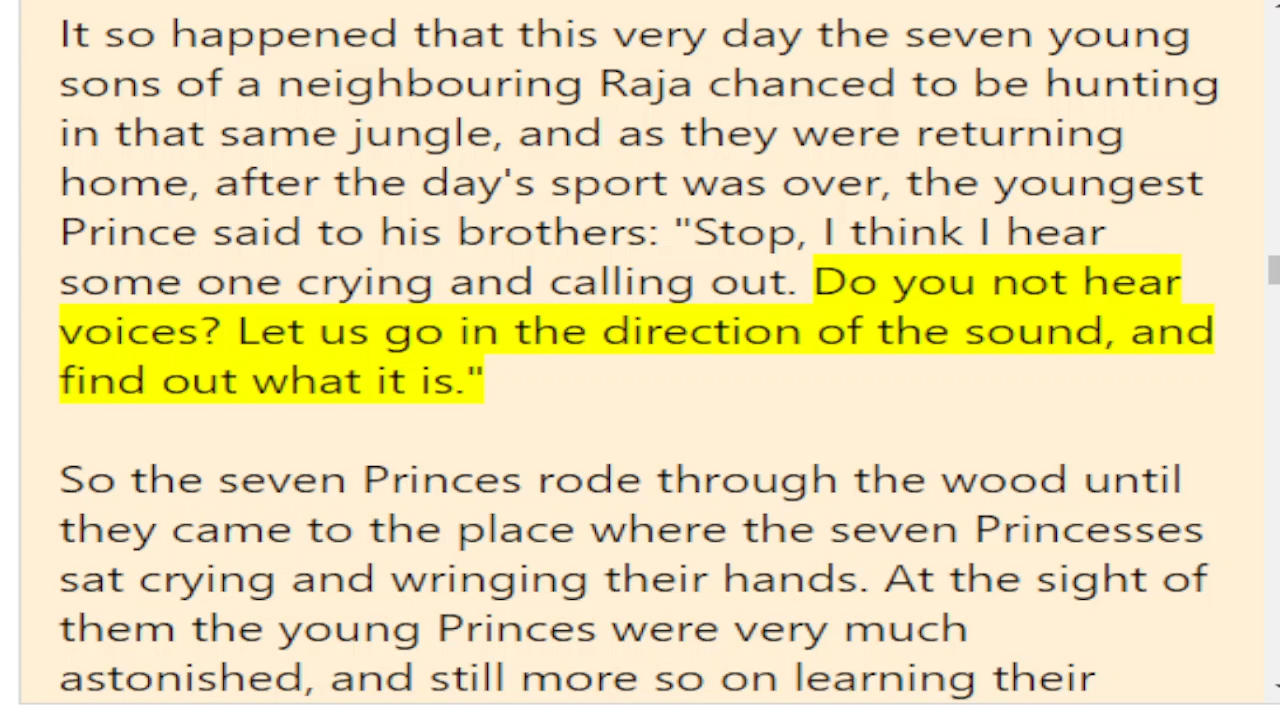 It so happened that this very day the seven young
sons of a neighbouring Raja chanced to be hunting
in that same jungle, and as they were returning
home, after the day's sport was over, the youngest
Prince said to his brothers: "Stop, I think I hear
some one crying and calling out. Do you not hear
voices? Let us go in the direction of the sound, and
find out what it is."
So the seven Princes rode through the wood until
they came to the place where the seven Princesses
sat crying and wringing their hands. At the sight of
them the young Princes were very much
astonished, and still more so on learning their